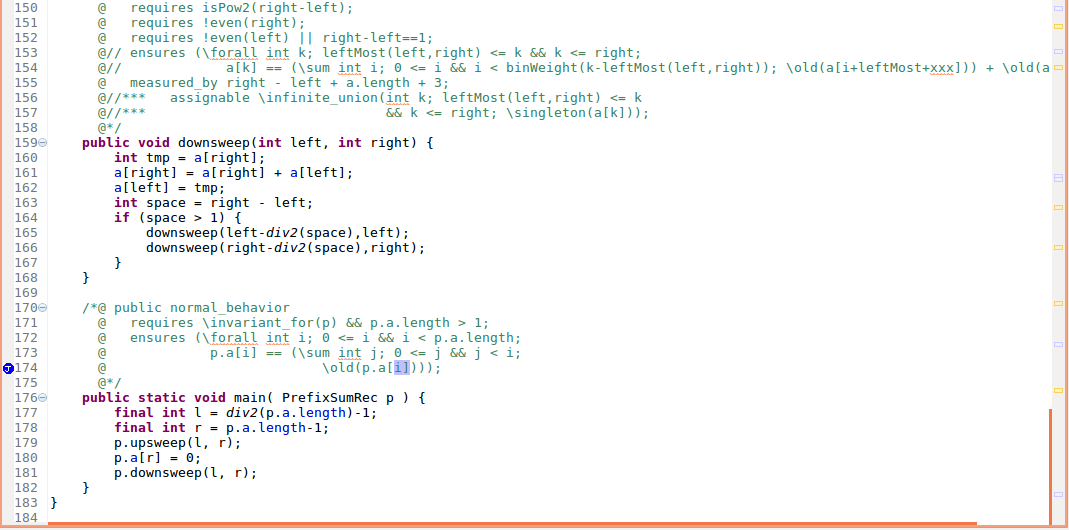 150 @   requires isPow2(right-left);
151 @   requires !even(right);
152 @   requires !even(left) || right-left==1;
153 @// ensures (\forall int k; leftMost(left,right) <= k && k <= right;
154 @//             a[k] == (\sum int i; 0 <= i && i < binWeight(k-leftMost(left,right)); \old(a[i+leftMost+xxx])) + \old(a
155 @   measured_by right - left + a.length + 3;
156 @//***   assignable \infinite_union(int k; leftMost(left,right) <= k
157 @//***                              && k <= right; \singleton(a[k]));
158 @*/
159 public void downsweep(int left, int right) {
160 int tmp = a[right];
161 a[right] = a[right] + a[left];
162 a[left] = tmp;
163 int space = right - left;
164 if (space > 1) {
165 downsweep(left-div2(space),left);
166 downsweep(right-div2(space),right);
167 }
168 }
169
170 /*@ public normal_behavior
171 @   requires \invariant_for(p) && p.a.length > 1;
172 @   ensures (\forall int i; 0 <= i && i < p.a.length;
173 @             p.a[i] == (\sum int j; 0 <= j && j < i;
174 @                           \old(p.a[i])));
175 @*/
176 public static void main( PrefixSumRec p ) {
177 final int l = div2(p.a.length)-1;
178 final int r = p.a.length-1;
179 p.upsweep(l, r);
180 p.a[r] = 0;
181 p.downsweep(l, r);
182 }
183 }
184